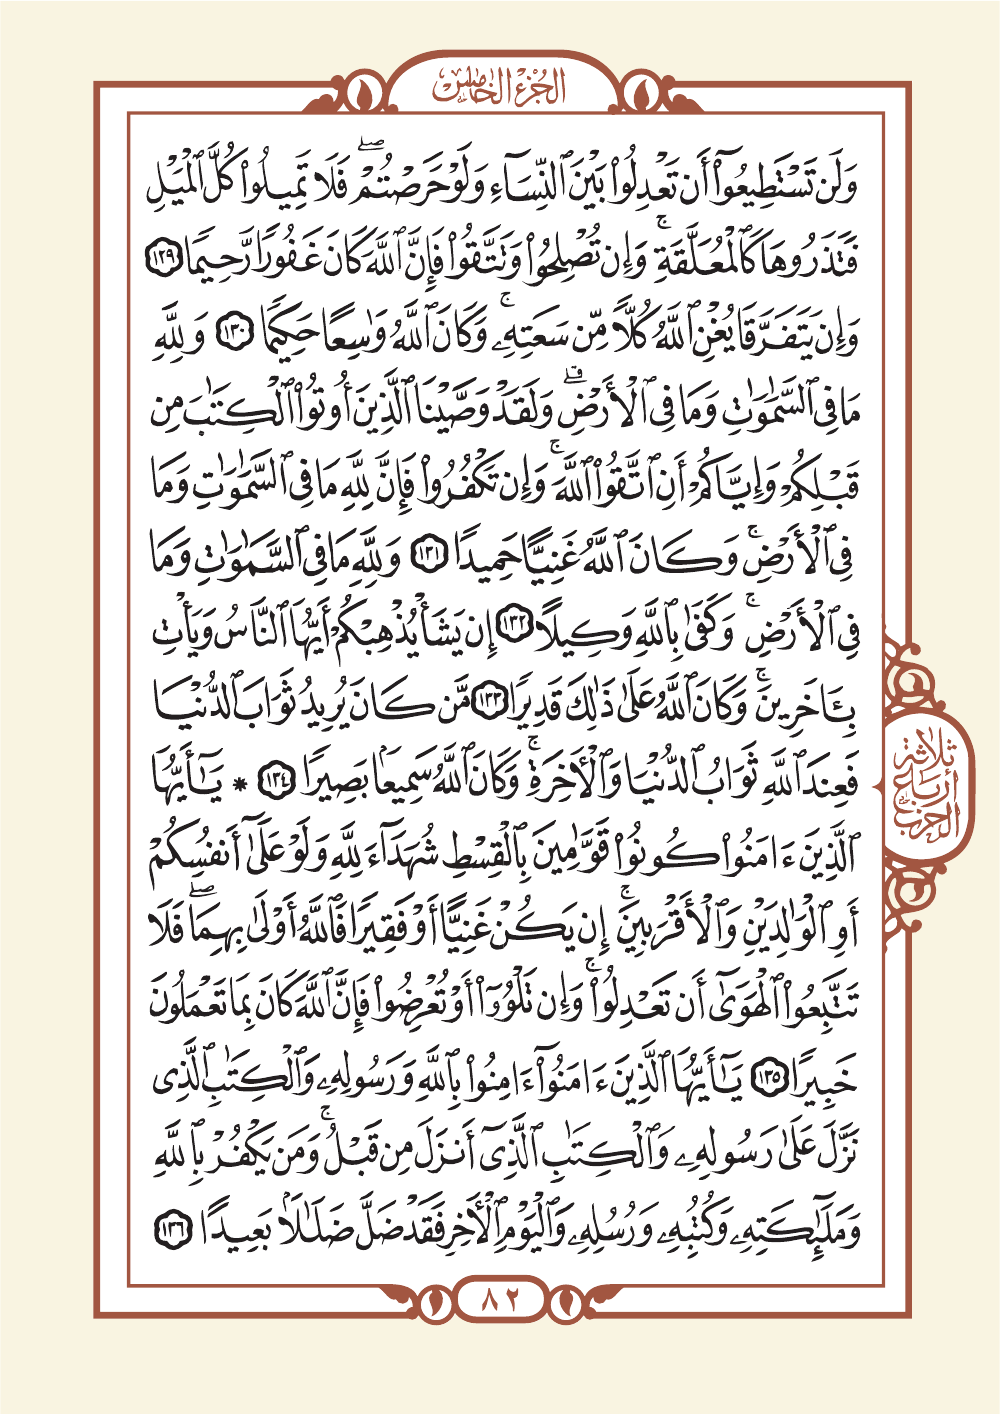 الجزء الخامس
وَلَن تَسْتَطِيعُوٓا۟ أَن تَعْدِلُوا۟ بَيْنَ ٱلنِّسَآءِ وَلَوْ حَرَصْتُمْ ۖ فَلَا تَمِيلُوا۟ كُلَّ ٱلْمَيْلِ
فَتَذَرُوهَا كَٱلْمُعَلَّقَةِ ۚ وَإِن تُصْلِحُوا۟ وَتَتَّقُوا۟ فَإِنَّ ٱللَّهَ كَانَ غَفُورًا رَّحِيمًا ١٢٩
وَإِن يَتَفَرَّقَا يُغْنِ ٱللَّهُ كُلًّا مِّن سَعَتِهِۦ ۚ وَكَانَ ٱللَّهُ وَٰسِعًا حَكِيمًا ١٣٠ وَلِلَّهِ
مَا فِى ٱلسَّمَٰوَٰتِ وَمَا فِى ٱلْأَرْضِ ۗ وَلَقَدْ وَصَّيْنَا ٱلَّذِينَ أُوتُوا۟ ٱلْكِتَٰبَ مِن
قَبْلِكُمْ وَإِيَّاكُمْ أَنِ ٱتَّقُوا۟ ٱللَّهَ ۚ وَإِن تَكْفُرُوا۟ فَإِنَّ لِلَّهِ مَا فِى ٱلسَّمَٰوَٰتِ وَمَا
فِى ٱلْأَرْضِ ۚ وَكَانَ ٱللَّهُ غَنِيًّا حَمِيدًا ١٣١ وَلِلَّهِ مَا فِى ٱلسَّمَٰوَٰتِ وَمَا
فِى ٱلْأَرْضِ ۚ وَكَفَىٰ بِٱللَّهِ وَكِيلًا ١٣٢ إِن يَشَأْ يُذْهِبْكُمْ أَيُّهَا ٱلنَّاسُ وَيَأْتِ
بِـَٔاخَرِينَ ۚ وَكَانَ ٱللَّهُ عَلَىٰ ذَٰلِكَ قَدِيرًا ١٣٣ مَّن كَانَ يُرِيدُ ثَوَابَ ٱلدُّنْيَا
فَعِندَ ٱللَّهِ ثَوَابُ ٱلدُّنْيَا وَٱلْـَٔاخِرَةِ ۚ وَكَانَ ٱللَّهُ سَمِيعًۢا بَصِيرًا ١٣٤ * يَٰٓأَيُّهَا
ٱلَّذِينَ ءَامَنُوا۟ كُونُوا۟ قَوَّٰمِينَ بِٱلْقِسْطِ شُهَدَآءَ لِلَّهِ وَلَوْ عَلَىٰٓ أَنفُسِكُمْ
أَوِ ٱلْوَٰلِدَيْنِ وَٱلْأَقْرَبِينَ ۚ إِن يَكُنْ غَنِيًّا أَوْ فَقِيرًا فَٱللَّهُ أَوْلَىٰ بِهِمَا ۖ فَلَا
تَتَّبِعُوا۟ ٱلْهَوَىٰٓ أَن تَعْدِلُوا۟ ۚ وَإِن تَلْوُۥٓا۟ أَوْ تُعْرِضُوا۟ فَإِنَّ ٱللَّهَ كَانَ بِمَا تَعْمَلُونَ
خَبِيرًا ١٣٥ يَٰٓأَيُّهَا ٱلَّذِينَ ءَامَنُوٓا۟ ءَامِنُوا۟ بِٱللَّهِ وَرَسُولِهِۦ وَٱلْكِتَٰبِ ٱلَّذِى
نَزَّلَ عَلَىٰ رَسُولِهِۦ وَٱلْكِتَٰبِ ٱلَّذِىٓ أَنزَلَ مِن قَبْلُ ۚ وَمَن يَكْفُرْ بِٱللَّهِ
وَمَلَٰٓئِكَتِهِۦ وَكُتُبِهِۦ وَرُسُلِهِۦ وَٱلْيَوْمِ ٱلْـَٔاخِرِ فَقَدْ ضَلَّ ضَلَٰلًۢا بَعِيدًا ١٣٦
ثلاثة
أرباع
الحزب
٨٢